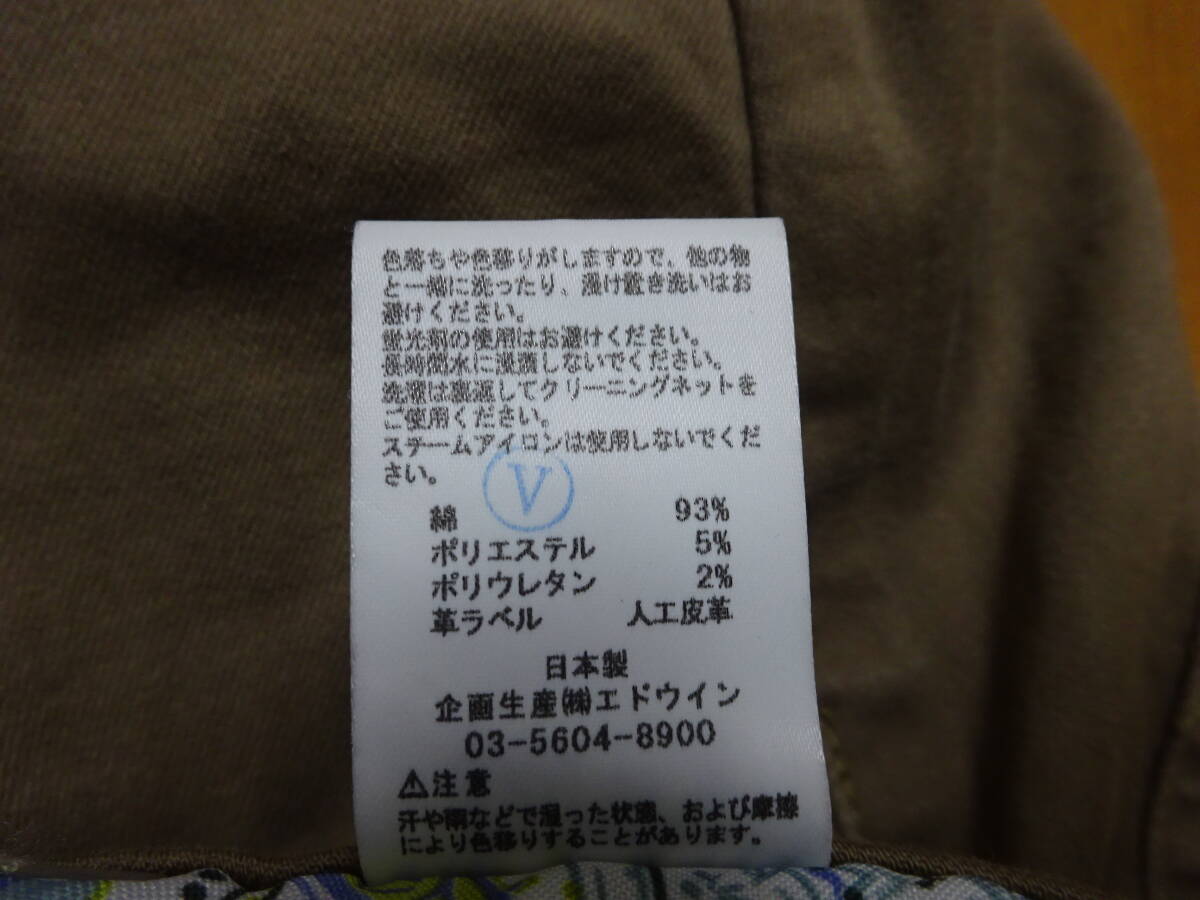 色落ちや色移りがしますので、他の物
と一緒に洗ったり、漬け置き洗いはお
避けください。
蛍光剤の使用はお避けください。
長時間水に浸漬しないでください。
洗濯は裏返してクリーニングネットを
ご使用ください。
スチームアイロンは使用しないでくだ
さい。
V
綿 93%
ポリエステル 5%
ポリウレタン 2%
革ラベル 人工皮革
日本製
企画生産㈱エドウイン
03-5604-8900
⚠注意
汗や雨などで湿った状態、および摩擦
により色移りすることがあります。